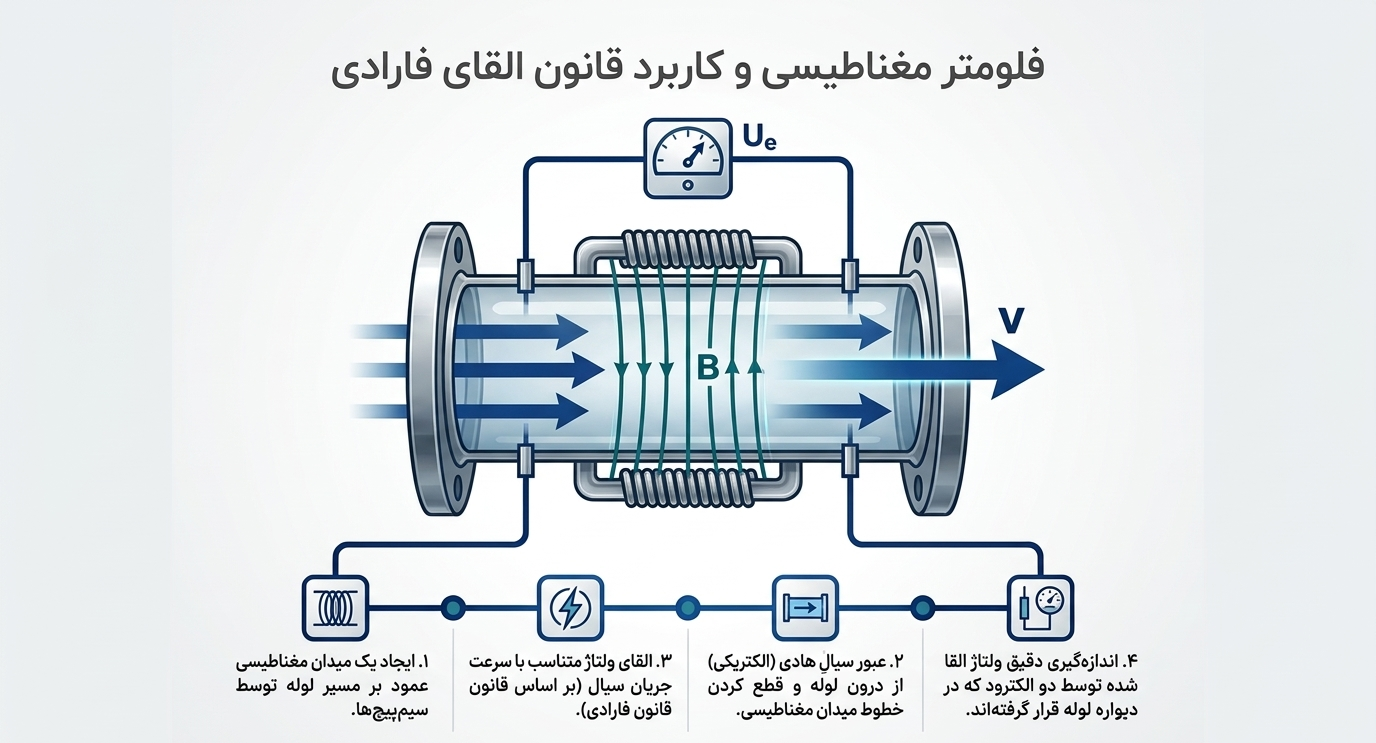 فلومتر مغناطیسی و کاربرد قانون القای فارادی
Uₑ
V
B
۱. ایجاد یک میدان مغناطیسی
عمود بر مسیر لوله توسط
سیم‌پیچ‌ها.
۳. القای ولتاژ متناسب با سرعت
جریان سیال (بر اساس قانون
قانون فارادی).
۲. عبور سیالِ هادی (الکتریکی)
از درون لوله و قطع کردن
خطوط میدان مغناطیسی.
۴. اندازه‌گیری دقیق ولتاژ القا
شده توسط دو الکترود که در
دیواره لوله قرار گرفته‌اند.